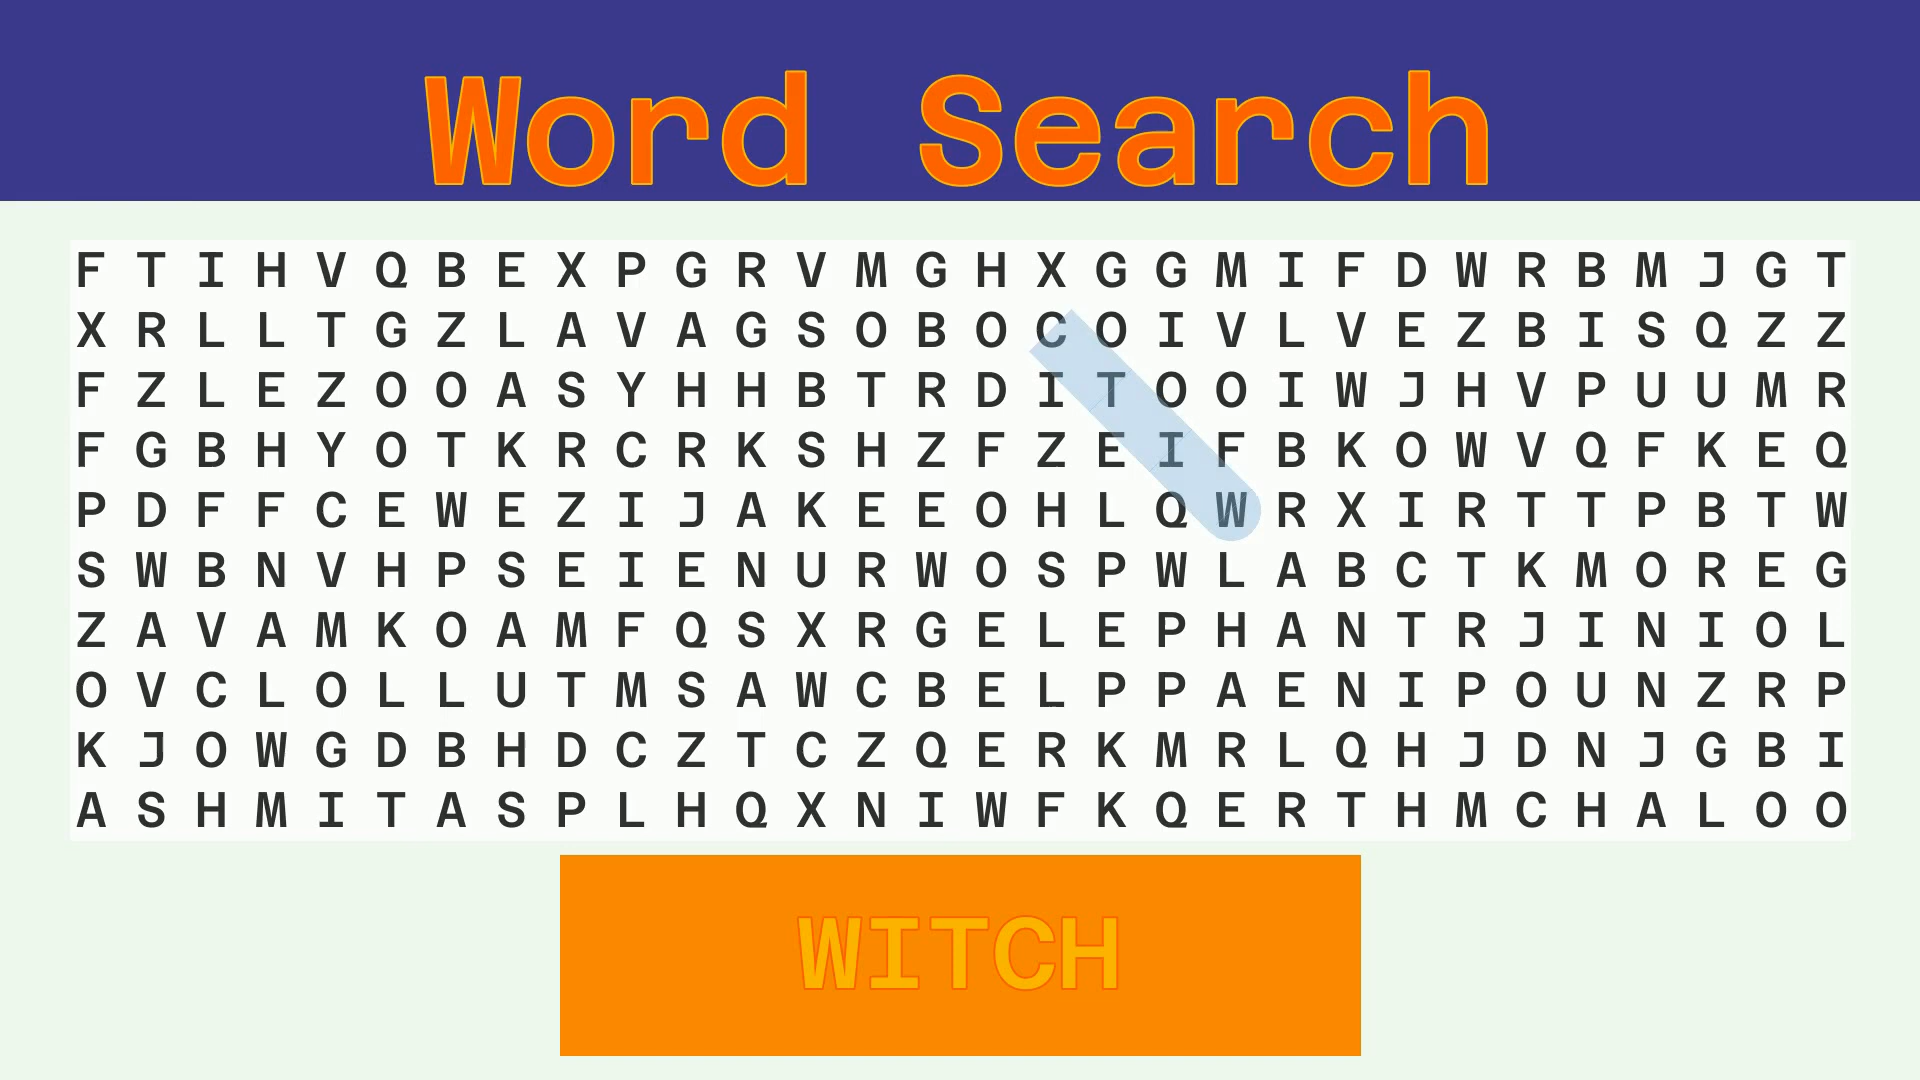 Word Search
F T I H V Q B E X P G R V M G H X G G M I F D W R B M J G T
X R L L T G Z L A V A G S O B O C O I V L V E Z B I S Q Z Z
F Z L E Z O O A S Y H H B T R D I T O O I W J H V P U U M R
F G B H Y O T K R C R K S H Z F Z E I F B K O W V Q F K E Q
P D F F C E W E Z I J A K E E O H L Q W R X I R T T P B T W
S W B N V H P S E I E N U R W O S P W L A B C T K M O R E G
Z A V A M K O A M F Q S X R G E L E P H A N T R J I N I O L
O V C L O L L U T M S A W C B E L P P A E N I P O U N Z R P
K J O W G D B H D C Z T C Z Q E R K M R L Q H J D N J G B I
A S H M I T A S P L H Q X N I W F K Q E R T H M C H A L O O
WITCH